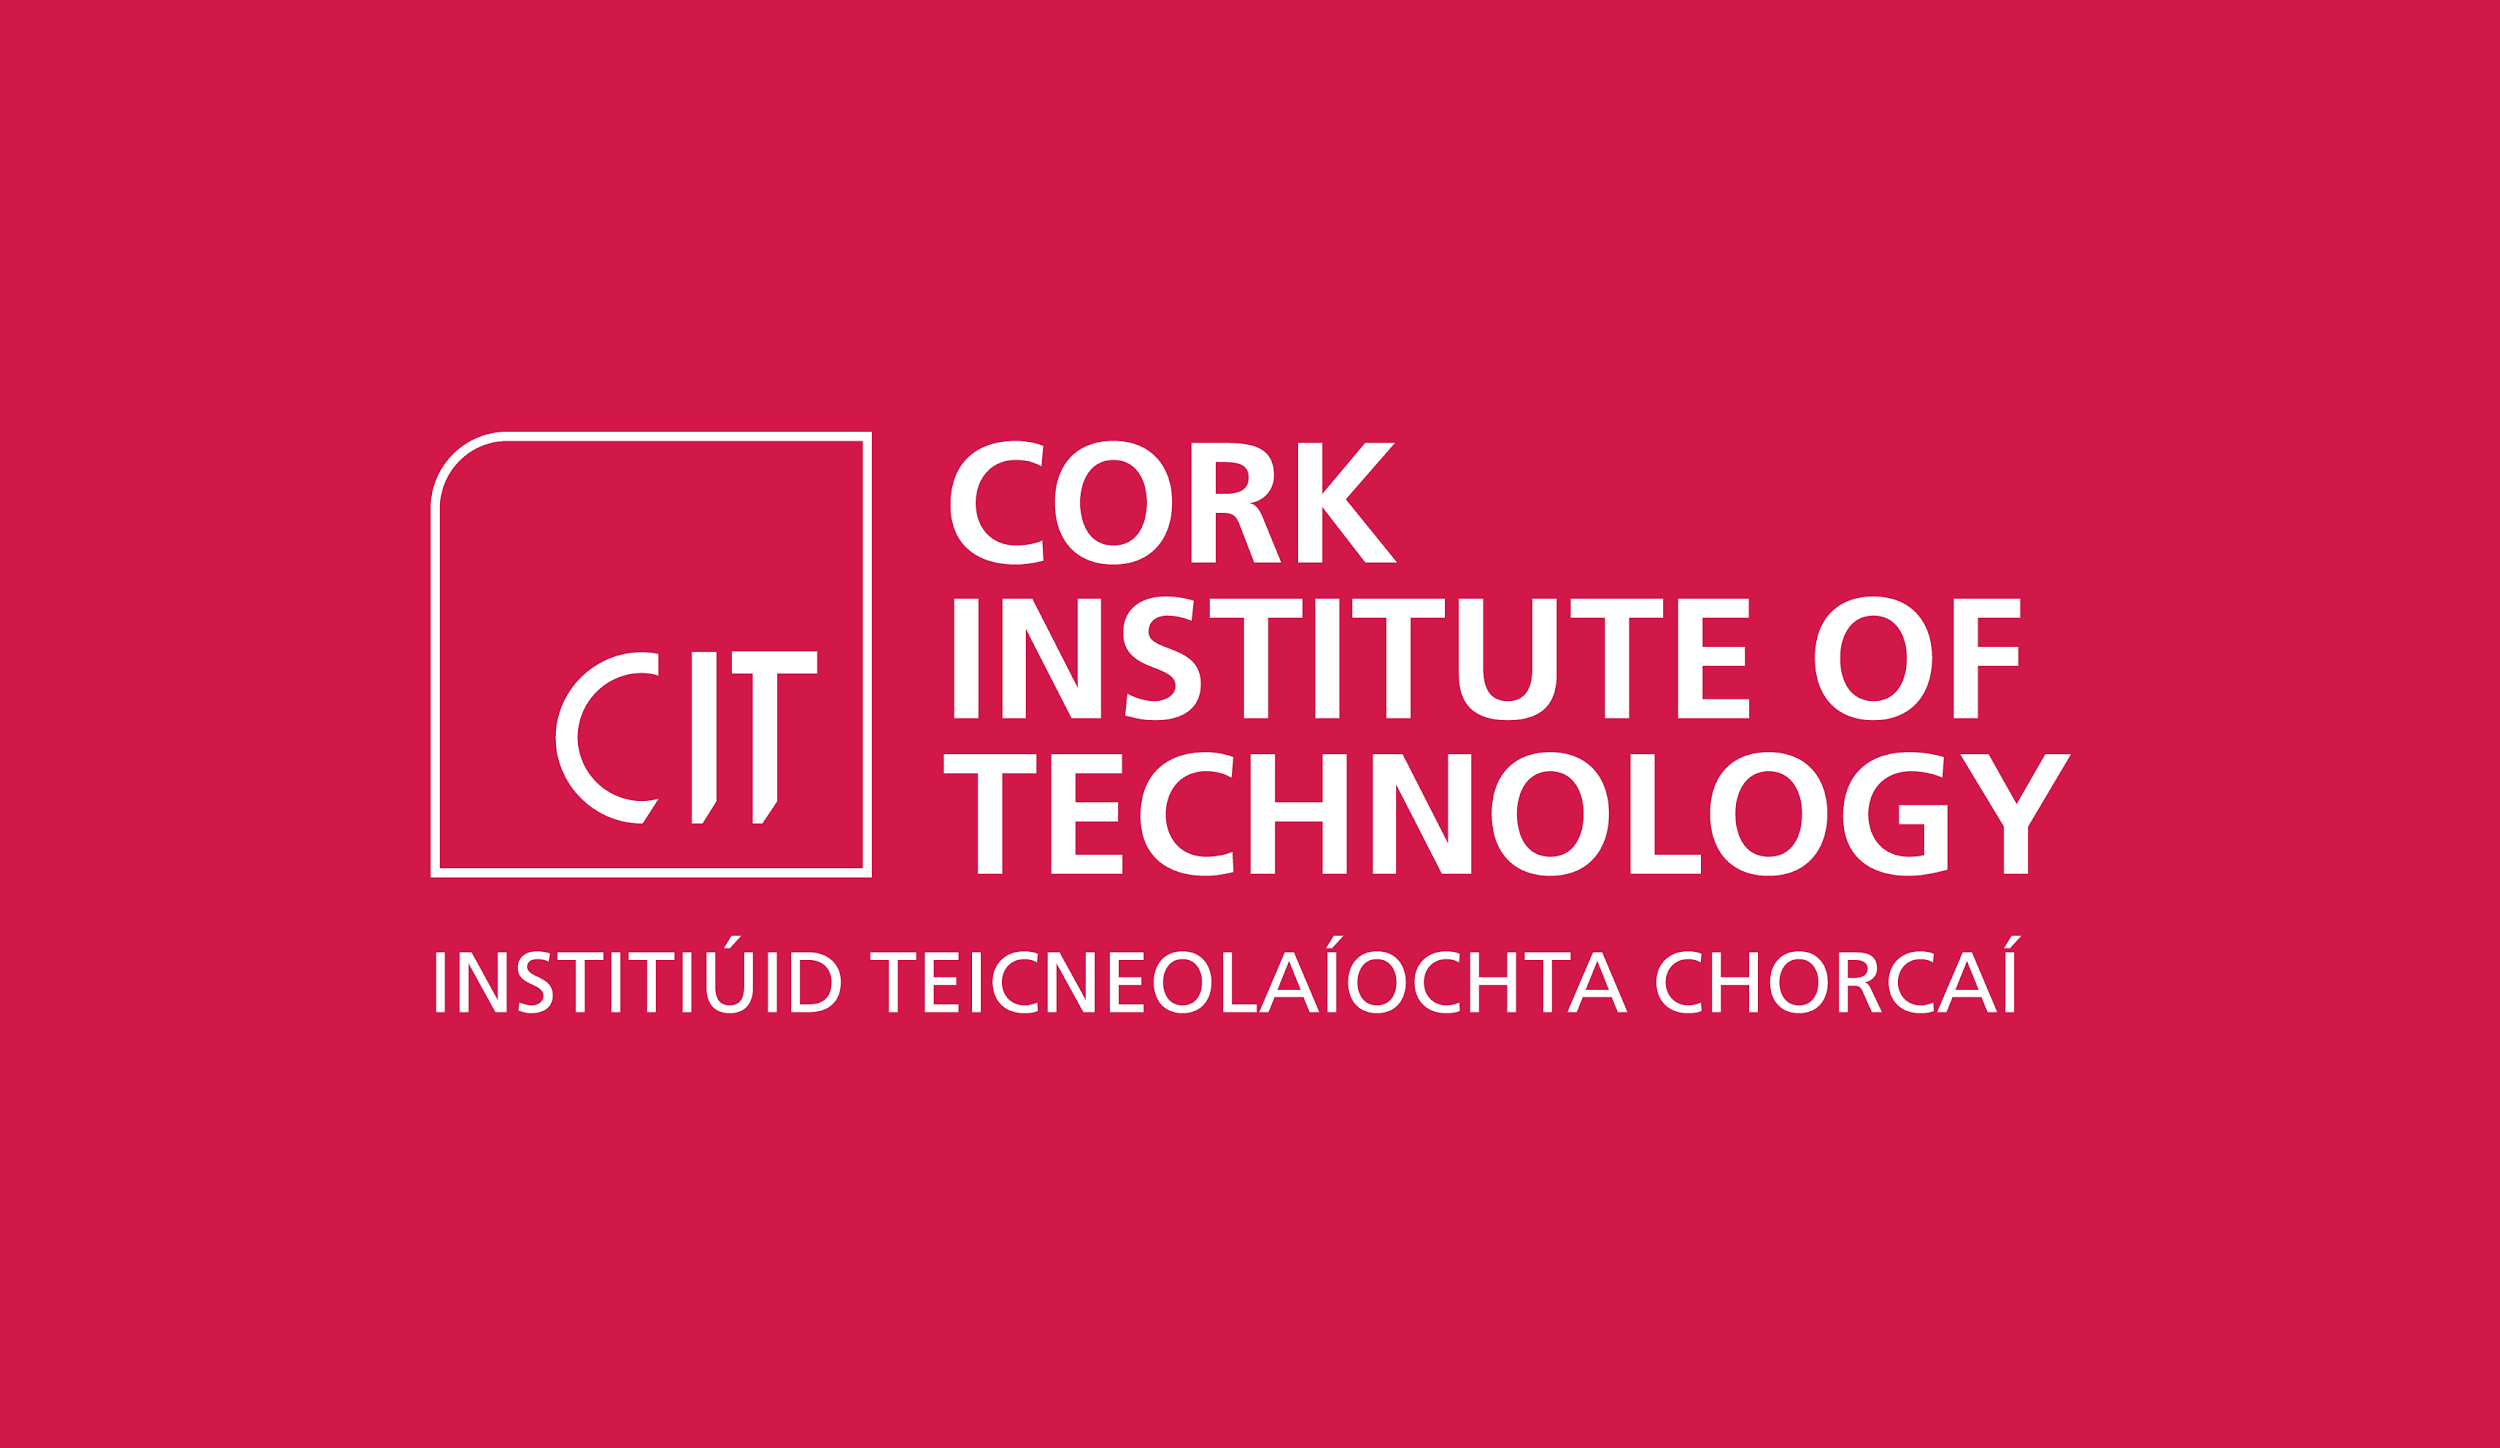 CIT
CORK
INSTITUTE OF
TECHNOLOGY
INSTITIÚID TEICNEOLAÍOCHTA CHORCAÍ